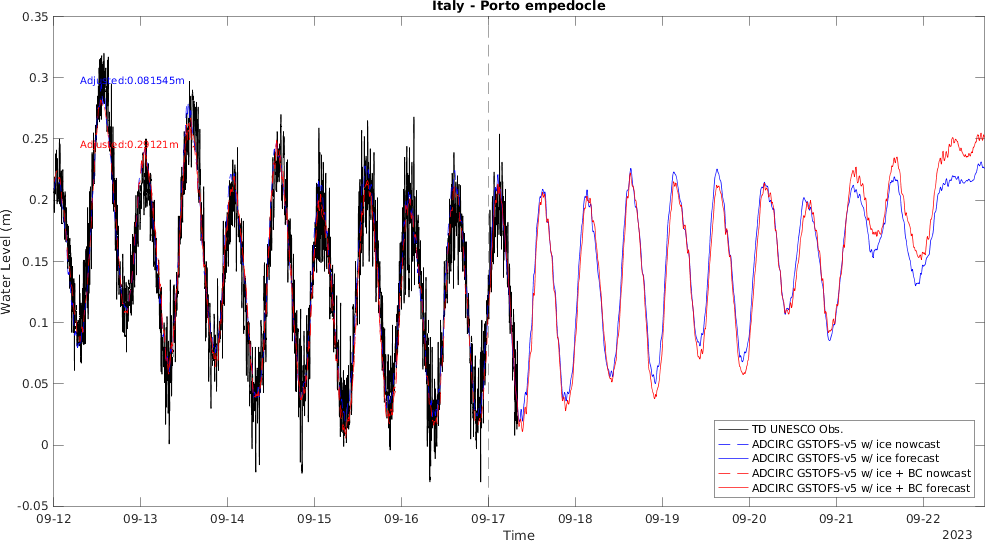 Italy - Porto empedocle
0.35
0.3
0.25
0.2
0.15
0.1
0.05
0
-0.05
Water Level (m)
Adjusted:0.081545m
Adjusted:0.29121m
TD UNESCO Obs.
ADCIRC GSTOFS-v5 w/ ice nowcast
ADCIRC GSTOFS-v5 w/ ice forecast
ADCIRC GSTOFS-v5 w/ ice + BC nowcast
ADCIRC GSTOFS-v5 w/ ice + BC forecast
09-12 09-13 09-14 09-15 09-16 09-17 09-18 09-19 09-20 09-21 09-22
Time
2023